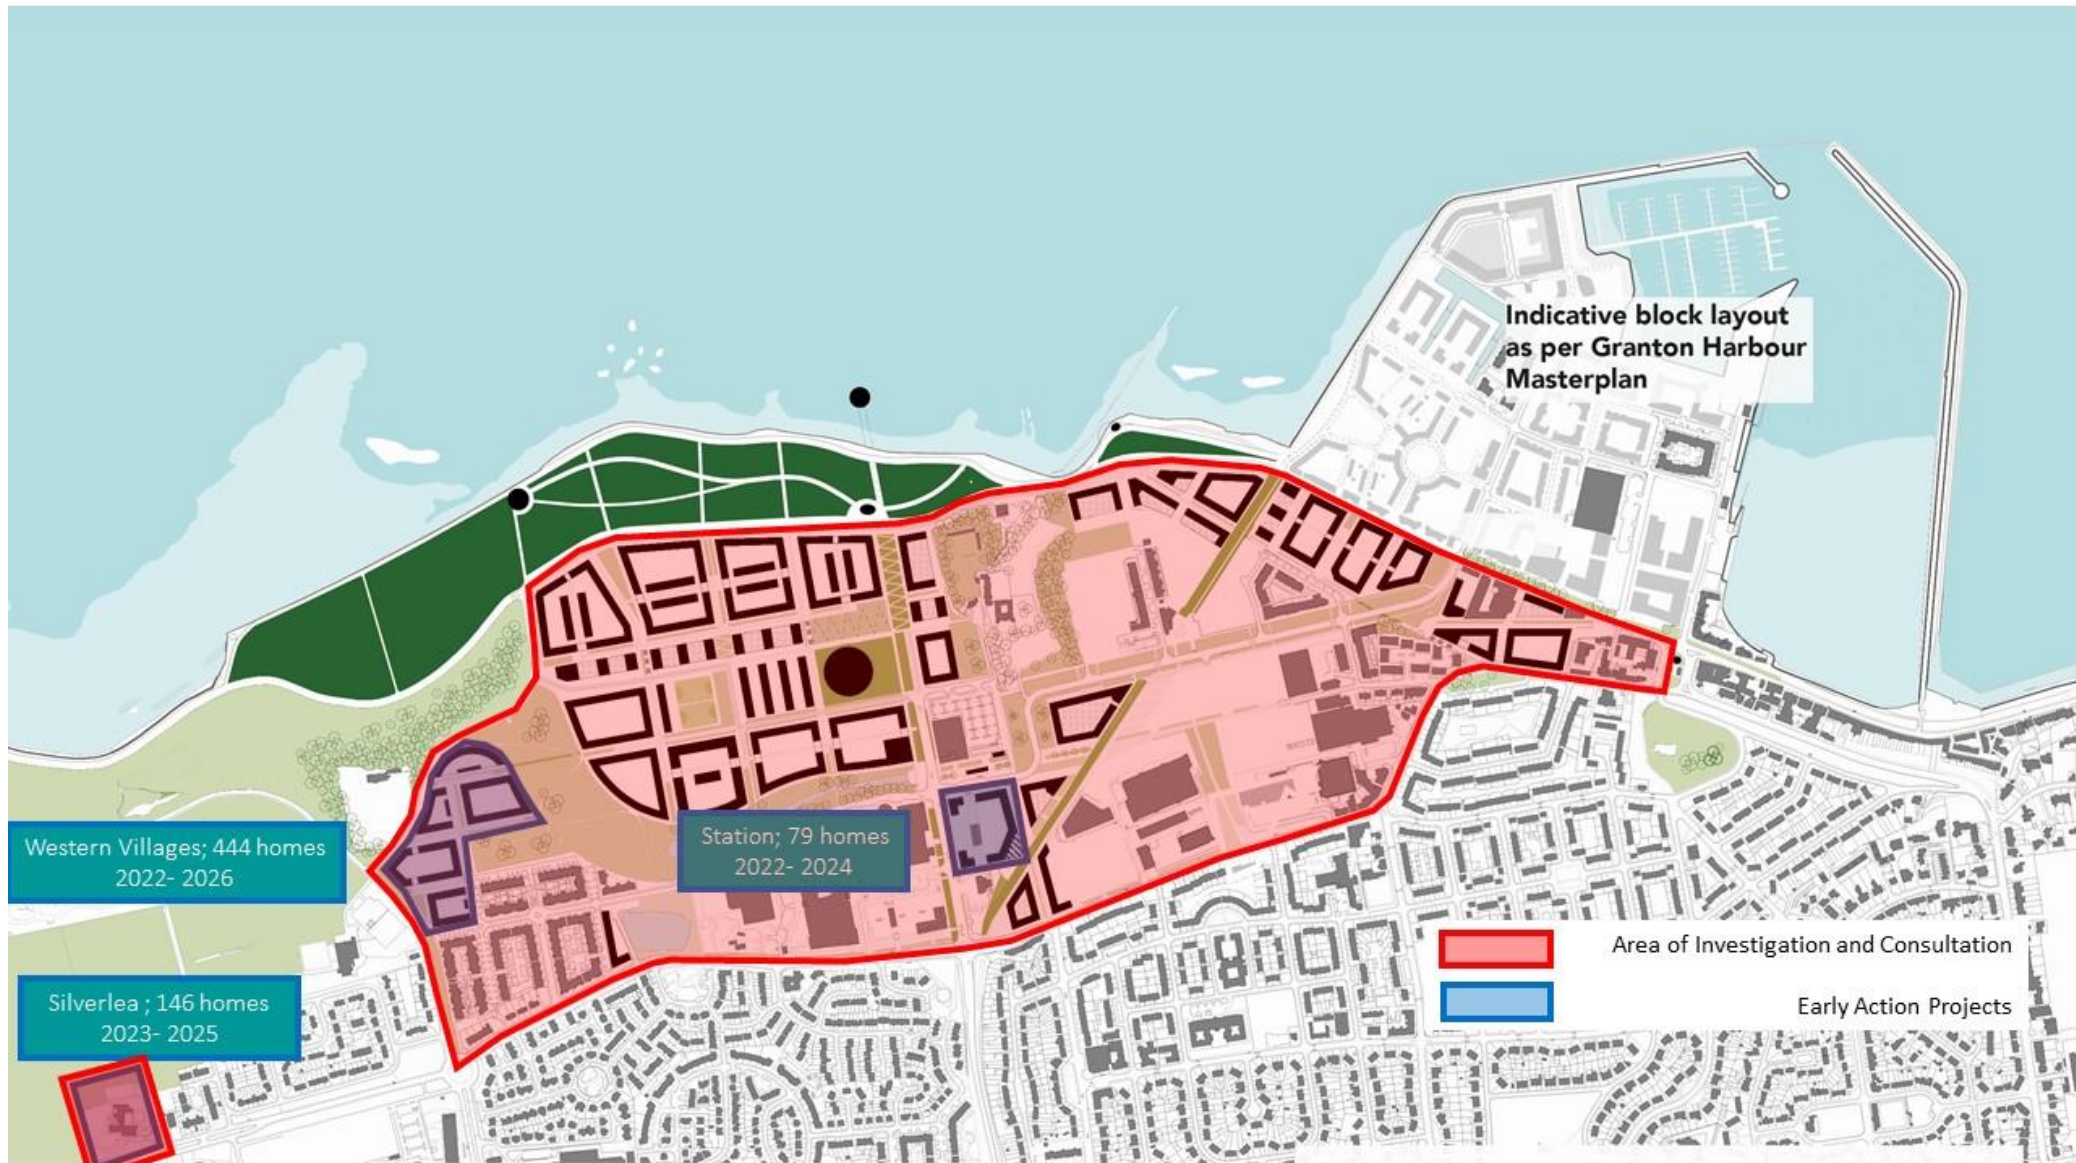 Indicative block layout
as per Granton Harbour
Masterplan
Western Villages; 444 homes
2022- 2026
Station; 79 homes
2022- 2024
Silverlea ; 146 homes
2023- 2025
Area of Investigation and Consultation
Early Action Projects